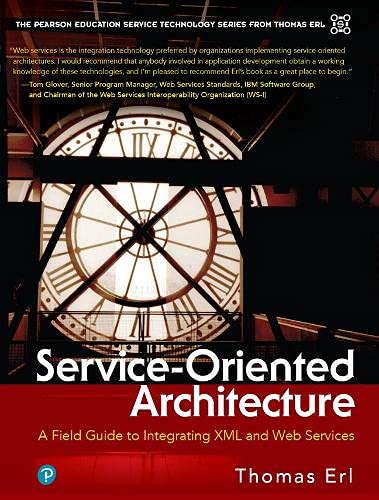 THE PEARSON EDUCATION SERVICE TECHNOLOGY SERIES FROM THOMAS ERL
"Web services is the integration technology preferred by organizations implementing service oriented
architectures. I would recommend that anybody involved in application development obtain a working
knowledge of these technologies, and I'm pleased to recommend Erl's book as a great place to begin."
—Tom Glover, Senior Program Manager, Web Services Standards, IBM Software Group,
and Chairman of the Web Services Interoperability Organization (WS-I)
Service-Oriented
Architecture
A Field Guide to Integrating XML and Web Services
P
Thomas Erl